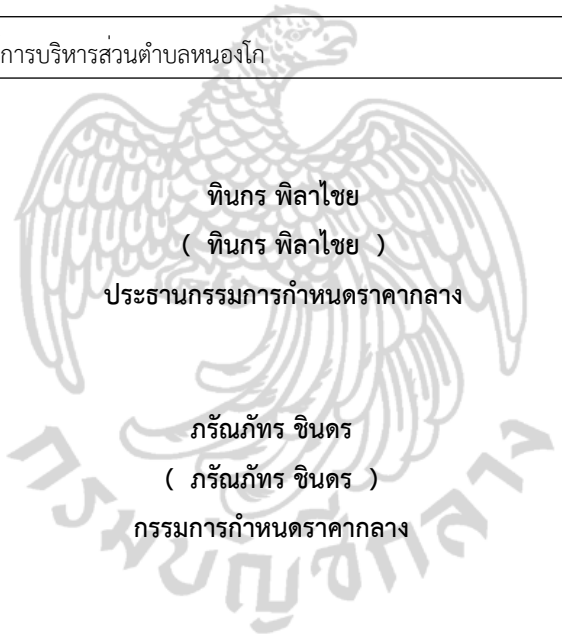 การบริหารส่วนตำบลหนองโก
ทินกร พิลาไชย
( ทินกร พิลาไชย )
ประธานกรรมการกำหนดราคากลาง
ภรัณภัทร ชินดร
( ภรัณภัทร ชินดร )
กรรมการกำหนดราคากลาง
กรมบัญชีกลาง